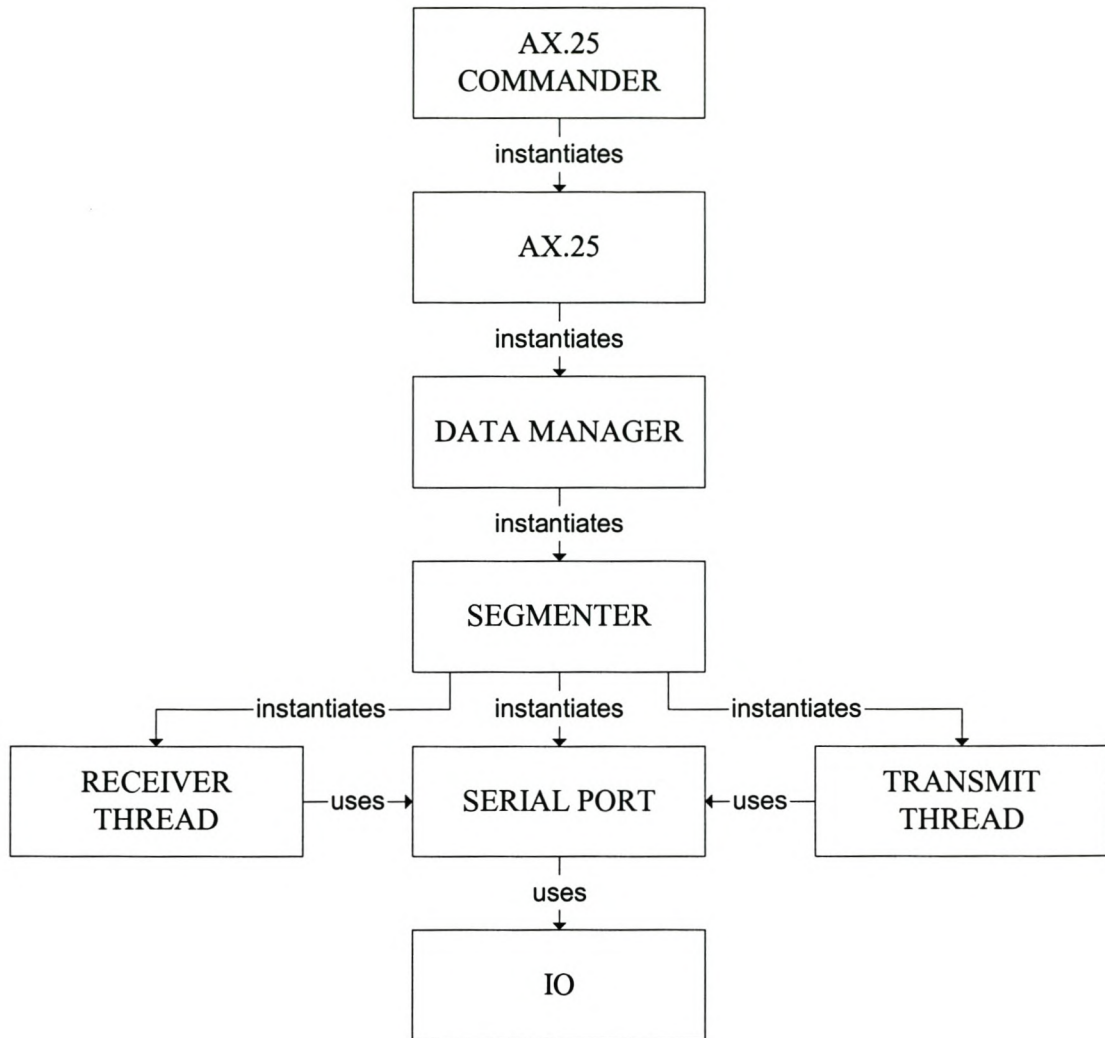 AX.25
COMMANDER
instantiates
AX.25
instantiates
DATA MANAGER
instantiates
SEGMENTER
instantiates
instantiates
instantiates
RECEIVER
THREAD
uses
SERIAL PORT
uses
TRANSMIT
THREAD
uses
IO